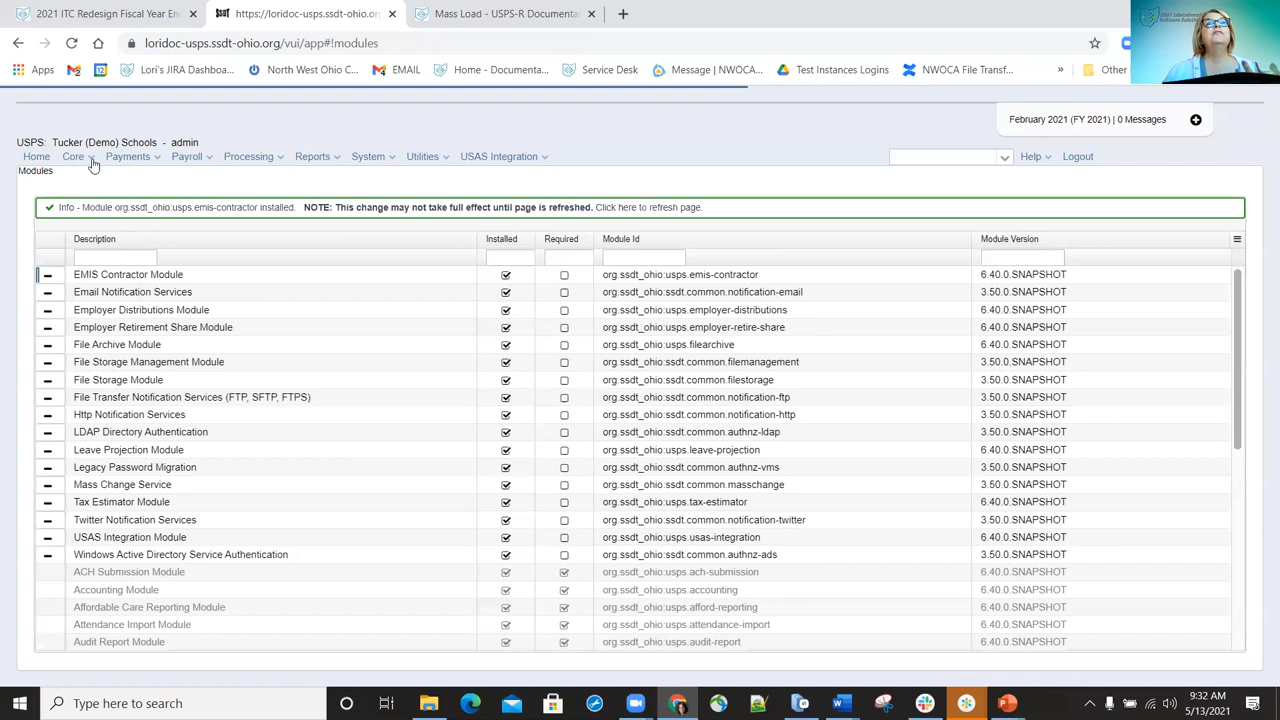 2021 ITC Redesign Fiscal Year En
https://loridoc-usps.ssdt-ohio.or
Mass Load - USPS-R Documenta
loridoc-usps.ssdt-ohio.org/vui/app#!modules
Apps
Lori's JIRA Dashboa...
North West Ohio C...
EMAIL
Home - Documenta...
Service Desk
Message | NWOCA...
Test Instances Logins
NWOCA File Transf...
»
Other
February 2021 (FY 2021) | 0 Messages
USPS: Tucker (Demo) Schools - admin
Home Core Payments Payroll Processing Reports System Utilities USAS Integration Help Logout
Modules
Info - Module org.ssdt_ohio:usps.emis-contractor installed. NOTE: This change may not take full effect until page is refreshed. Click here to refresh page.
Description Installed Required Module Id Module Version
EMIS Contractor Module org.ssdt_ohio:usps.emis-contractor 6.40.0.SNAPSHOT
Email Notification Services org.ssdt_ohio:ssdt.common.notification-email 3.50.0.SNAPSHOT
Employer Distributions Module org.ssdt_ohio:usps.employer-distributions 6.40.0.SNAPSHOT
Employer Retirement Share Module org.ssdt_ohio:usps.employer-retire-share 6.40.0.SNAPSHOT
File Archive Module org.ssdt_ohio:usps.filearchive 6.40.0.SNAPSHOT
File Storage Management Module org.ssdt_ohio:ssdt.common.filemanagement 3.50.0.SNAPSHOT
File Storage Module org.ssdt_ohio:ssdt.common.filestorage 3.50.0.SNAPSHOT
File Transfer Notification Services (FTP, SFTP, FTPS) org.ssdt_ohio:ssdt.common.notification-ftp 3.50.0.SNAPSHOT
Http Notification Services org.ssdt_ohio:ssdt.common.notification-http 3.50.0.SNAPSHOT
LDAP Directory Authentication org.ssdt_ohio:ssdt.common.authnz-ldap 3.50.0.SNAPSHOT
Leave Projection Module org.ssdt_ohio:usps.leave-projection 6.40.0.SNAPSHOT
Legacy Password Migration org.ssdt_ohio:ssdt.common.authnz-vms 3.50.0.SNAPSHOT
Mass Change Service org.ssdt_ohio:ssdt.common.masschange 3.50.0.SNAPSHOT
Tax Estimator Module org.ssdt_ohio:usps.tax-estimator 6.40.0.SNAPSHOT
Twitter Notification Services org.ssdt_ohio:ssdt.common.notification-twitter 3.50.0.SNAPSHOT
USAS Integration Module org.ssdt_ohio:usps.usas-integration 6.40.0.SNAPSHOT
Windows Active Directory Service Authentication org.ssdt_ohio:ssdt.common.authnz-ads 3.50.0.SNAPSHOT
ACH Submission Module org.ssdt_ohio:usps.ach-submission 6.40.0.SNAPSHOT
Accounting Module org.ssdt_ohio:usps.accounting 6.40.0.SNAPSHOT
Affordable Care Reporting Module org.ssdt_ohio:usps.afford-reporting 6.40.0.SNAPSHOT
Attendance Import Module org.ssdt_ohio:usps.attendance-import 6.40.0.SNAPSHOT
Audit Report Module org.ssdt_ohio:usps.audit-report 6.40.0.SNAPSHOT
Type here to search
9:32 AM
5/13/2021